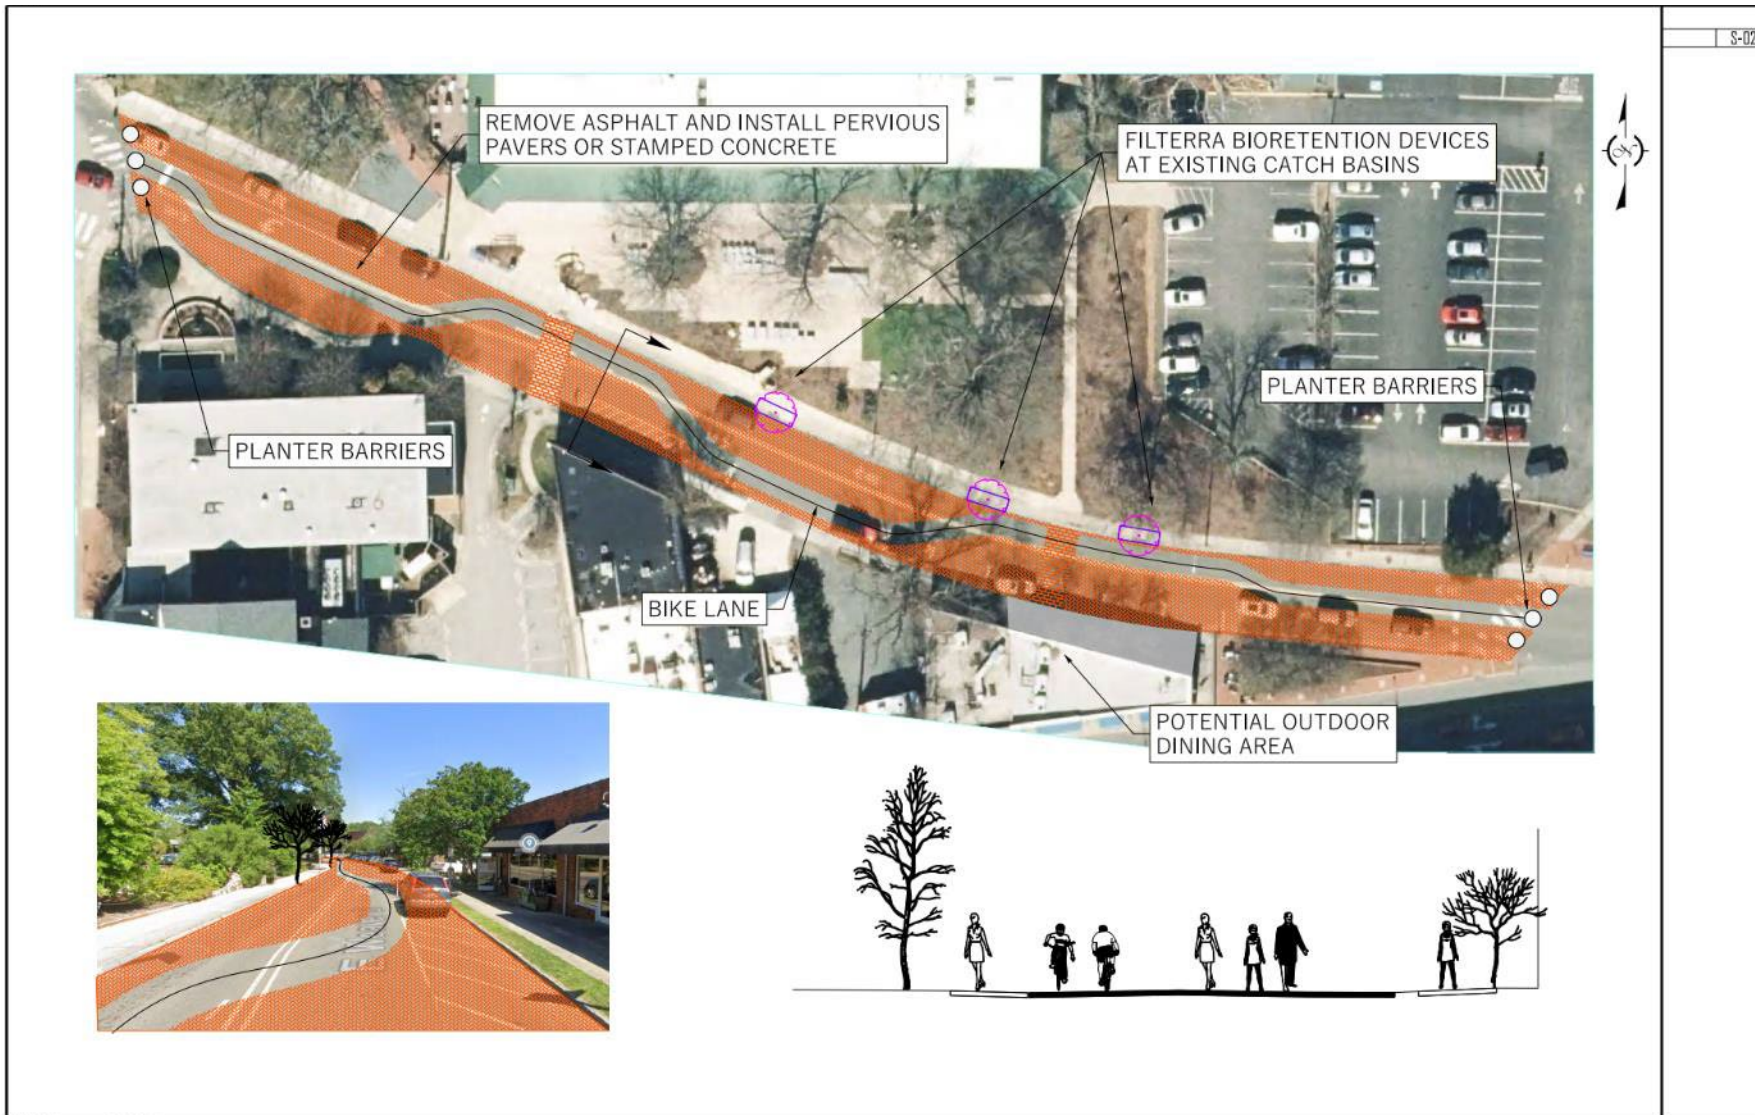 S-02
REMOVE ASPHALT AND INSTALL PERVIOUS
PAVERS OR STAMPED CONCRETE
FILTERRA BIORETENTION DEVICES
AT EXISTING CATCH BASINS
PLANTER BARRIERS
PLANTER BARRIERS
BIKE LANE
POTENTIAL OUTDOOR
DINING AREA